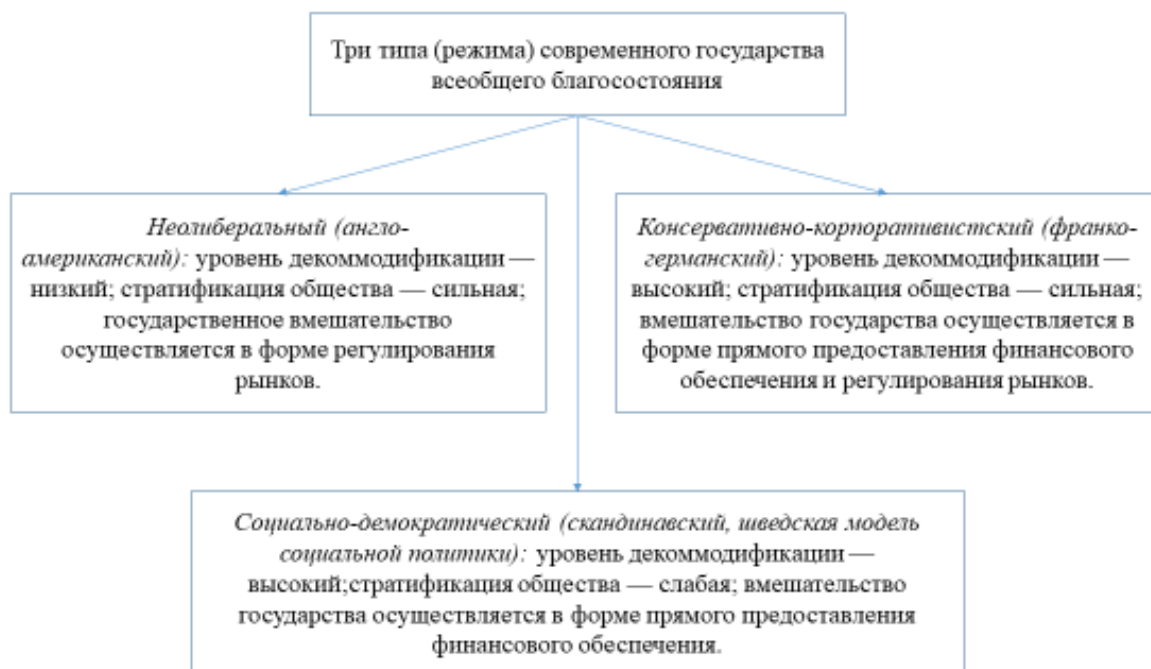 Три типа (режима) современного государства
всеобщего благосостояния
Неолиберальный (англо-
американский): уровень декоммодификации —
низкий; стратификация общества — сильная;
государственное вмешательство
осуществляется в форме регулирования
рынков.
Консервативно-корпоративистский (франко-
германский): уровень декоммодификации —
высокий; стратификация общества — сильная;
вмешательство государства осуществляется в
форме прямого предоставления финансового
обеспечения и регулирования рынков.
Социально-демократический (скандинавский, шведская модель
социальной политики): уровень декоммодификации —
высокий;стратификация общества — слабая; вмешательство
государства осуществляется в форме прямого предоставления
финансового обеспечения.